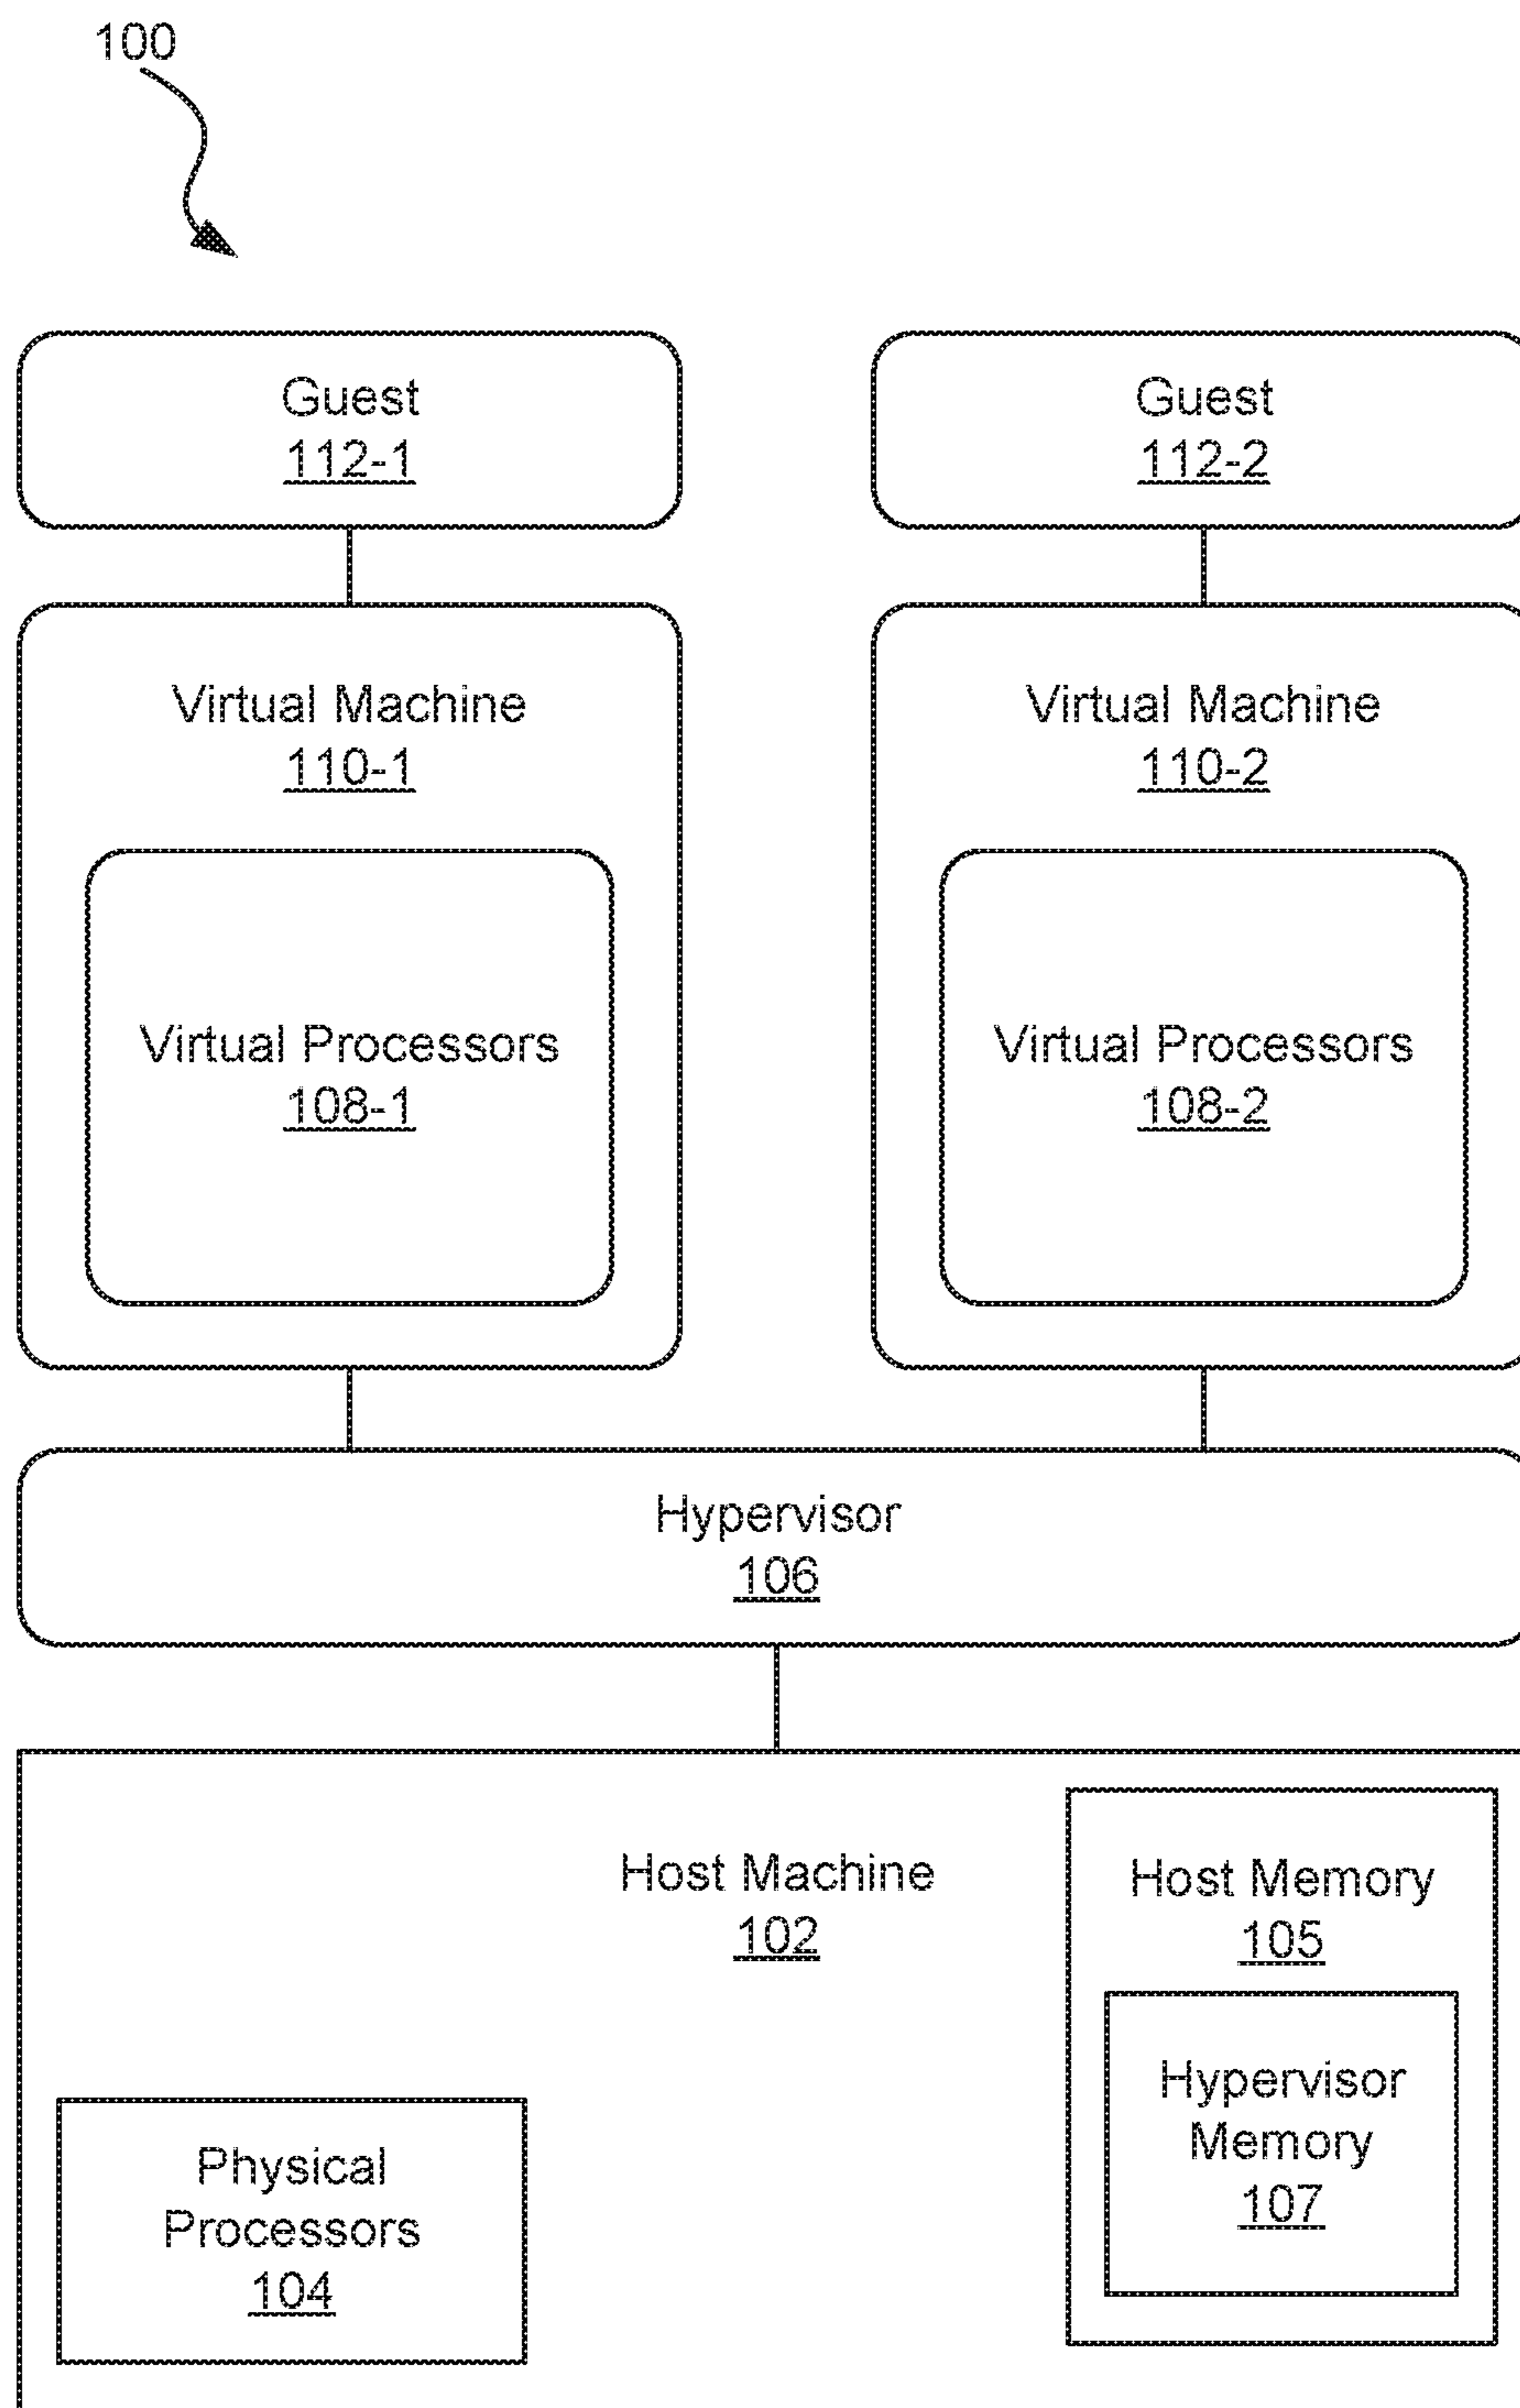 100
Guest
112-1
Guest
112-2
Virtual Machine
110-1
Virtual Machine
110-2
Virtual Processors
108-1
Virtual Processors
108-2
Hypervisor
106
Host Machine
102
Host Memory
105
Hypervisor
Memory
107
Physical
Processors
104